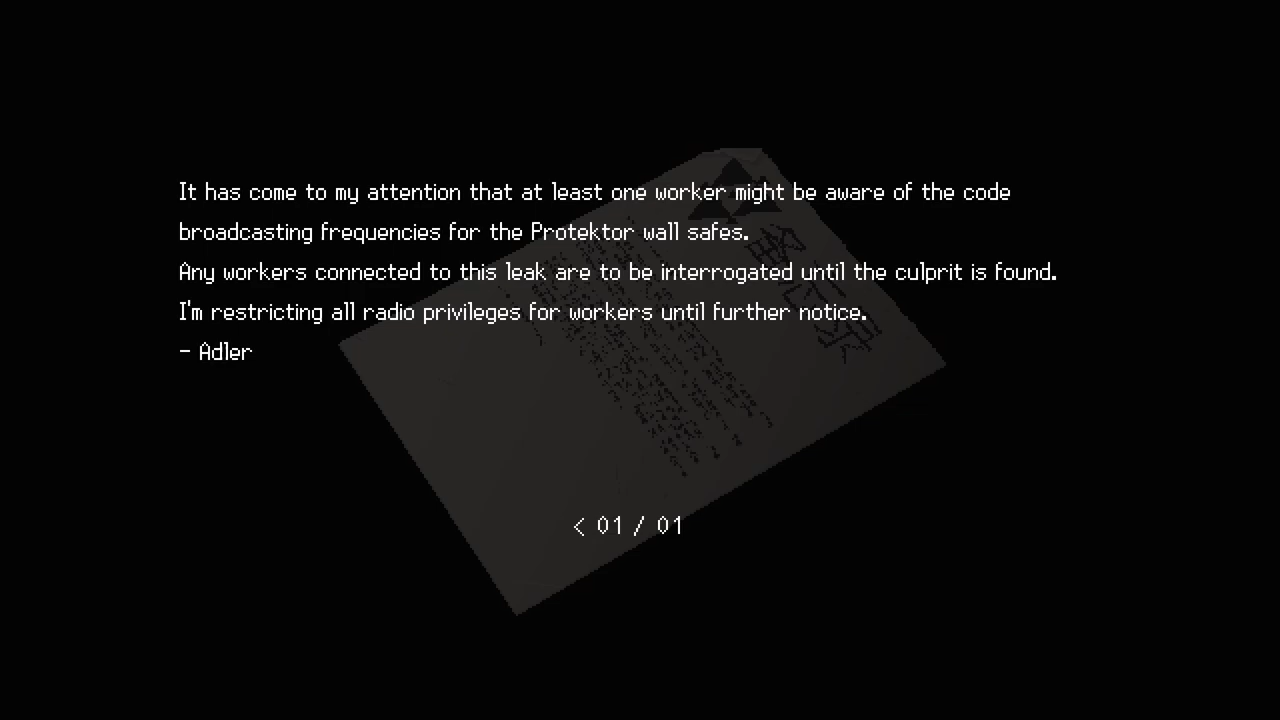 It has come to my attention that at least one worker might be aware of the code
broadcasting frequencies for the Protektor wall safes.
Any workers connected to this leak are to be interrogated until the culprit is found.
I'm restricting all radio privileges for workers until further notice.
- Adler
< 01 / 01